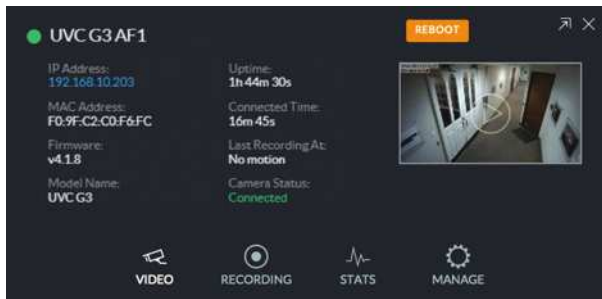 UVC G3 AF1
REBOOT
IP Address:
192.168.10.203
Uptime:
1h 44m 30s
MAC Address:
F0:9F:C2:C0:F6:FC
Connected Time:
16m 45s
Firmware:
v4.1.8
Last Recording At:
No motion
Model Name:
UVC G3
Camera Status:
Connected
VIDEO
RECORDING
STATS
MANAGE